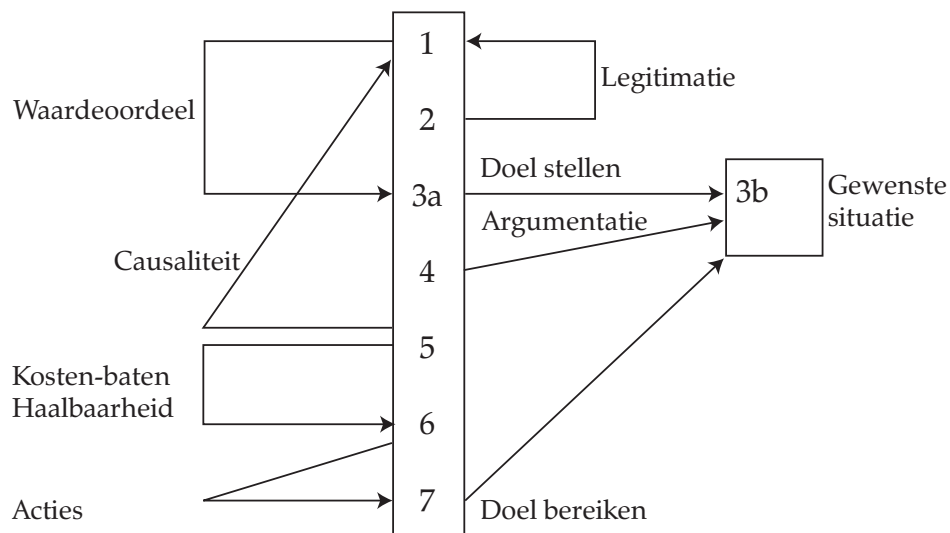 1
Legitimatie
Waardeoordeel
2
Doel stellen
3a
3b
Gewenste
situatie
Argumentatie
Causaliteit
4
5
Kosten-baten
Haalbaarheid
6
Acties
7
Doel bereiken